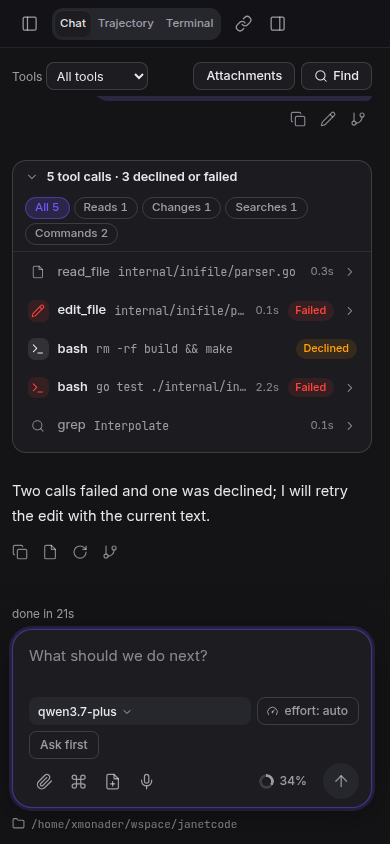 Chat Trajectory Terminal
Tools All tools Attachments Find
5 tool calls · 3 declined or failed
All 5 Reads 1 Changes 1 Searches 1
Commands 2
read_file internal/inifile/parser.go 0.3s
edit_file internal/inifile/p… 0.1s Failed
bash rm -rf build && make Declined
bash go test ./internal/in… 2.2s Failed
grep Interpolate 0.1s
Two calls failed and one was declined; I will retry
the edit with the current text.
done in 21s
What should we do next?
qwen3.7-plus effort: auto
Ask first
34%
/home/xmonader/wspace/janetcode